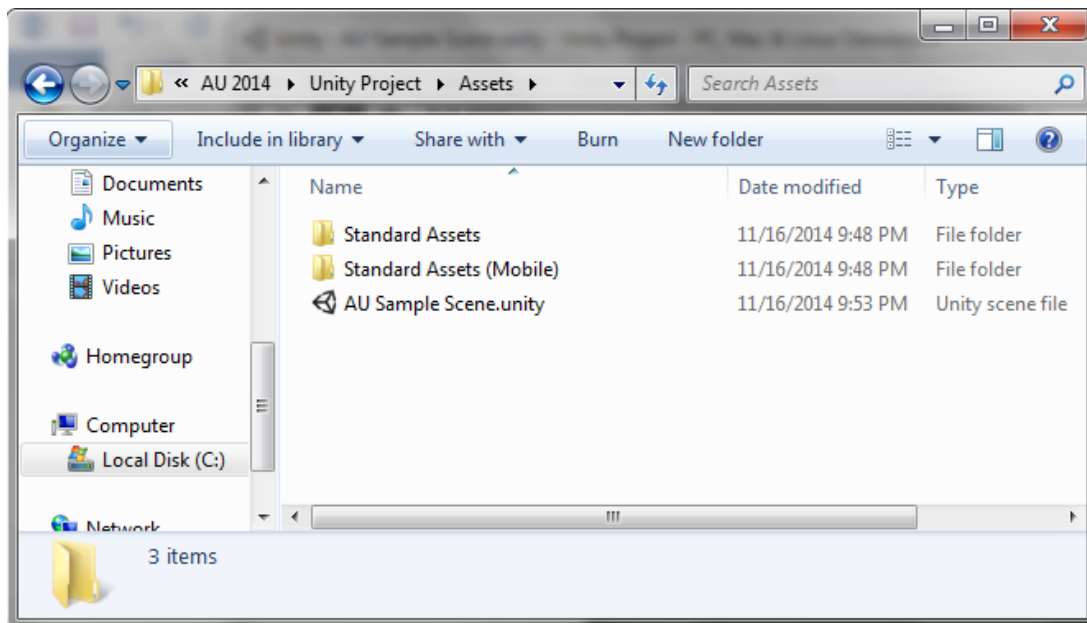 « AU 2014 ▸ Unity Project ▸ Assets ▸ Search Assets
Organize Include in library Share with Burn New folder
Documents
Music
Pictures
Videos
Homegroup
Computer
Local Disk (C:)
Network
Name Date modified Type
Standard Assets 11/16/2014 9:48 PM File folder
Standard Assets (Mobile) 11/16/2014 9:48 PM File folder
AU Sample Scene.unity 11/16/2014 9:53 PM Unity scene file
3 items